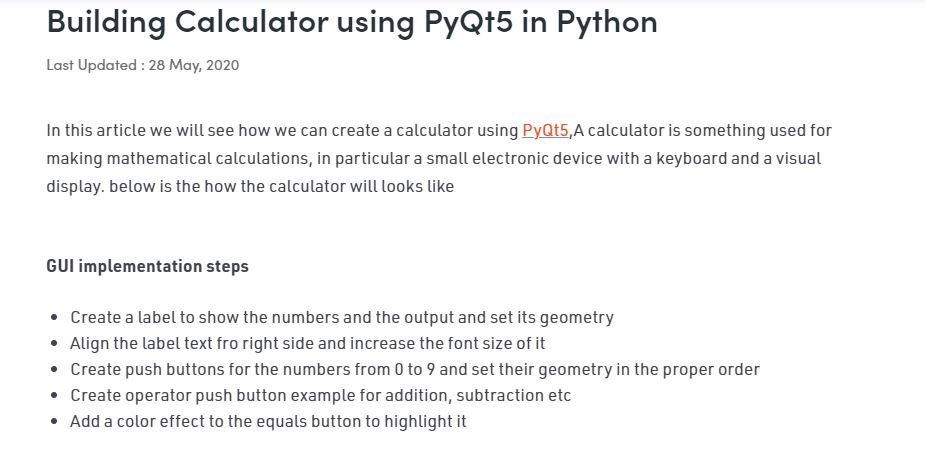 Building Calculator using PyQt5 in Python
Last Updated : 28 May, 2020
In this article we will see how we can create a calculator using PyQt5,A calculator is something used for
making mathematical calculations, in particular a small electronic device with a keyboard and a visual
display. below is the how the calculator will looks like
GUI implementation steps
• Create a label to show the numbers and the output and set its geometry
• Align the label text fro right side and increase the font size of it
• Create push buttons for the numbers from 0 to 9 and set their geometry in the proper order
• Create operator push button example for addition, subtraction etc
• Add a color effect to the equals button to highlight it